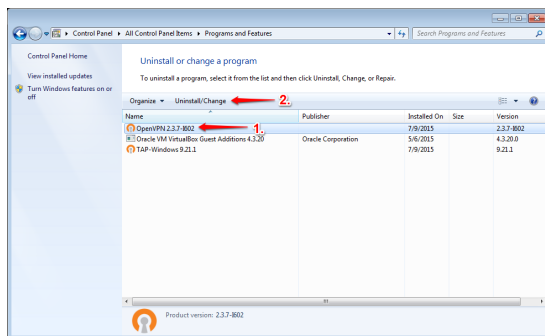 Control Panel
All Control Panel Items
Programs and Features
Search Programs and Features
Control Panel Home
View installed updates
Turn Windows features on or
off
Uninstall or change a program
To uninstall a program, select it from the list and then click Uninstall, Change, or Repair.
Organize
Uninstall/Change
2.
Name
Publisher
Installed On
Size
Version
OpenVPN 2.3.7-I602
1.
7/9/2015
2.3.7-I602
Oracle VM VirtualBox Guest Additions 4.3.20
Oracle Corporation
5/6/2015
4.3.20.0
TAP-Windows 9.21.1
7/9/2015
9.21.1
Product version: 2.3.7-I602